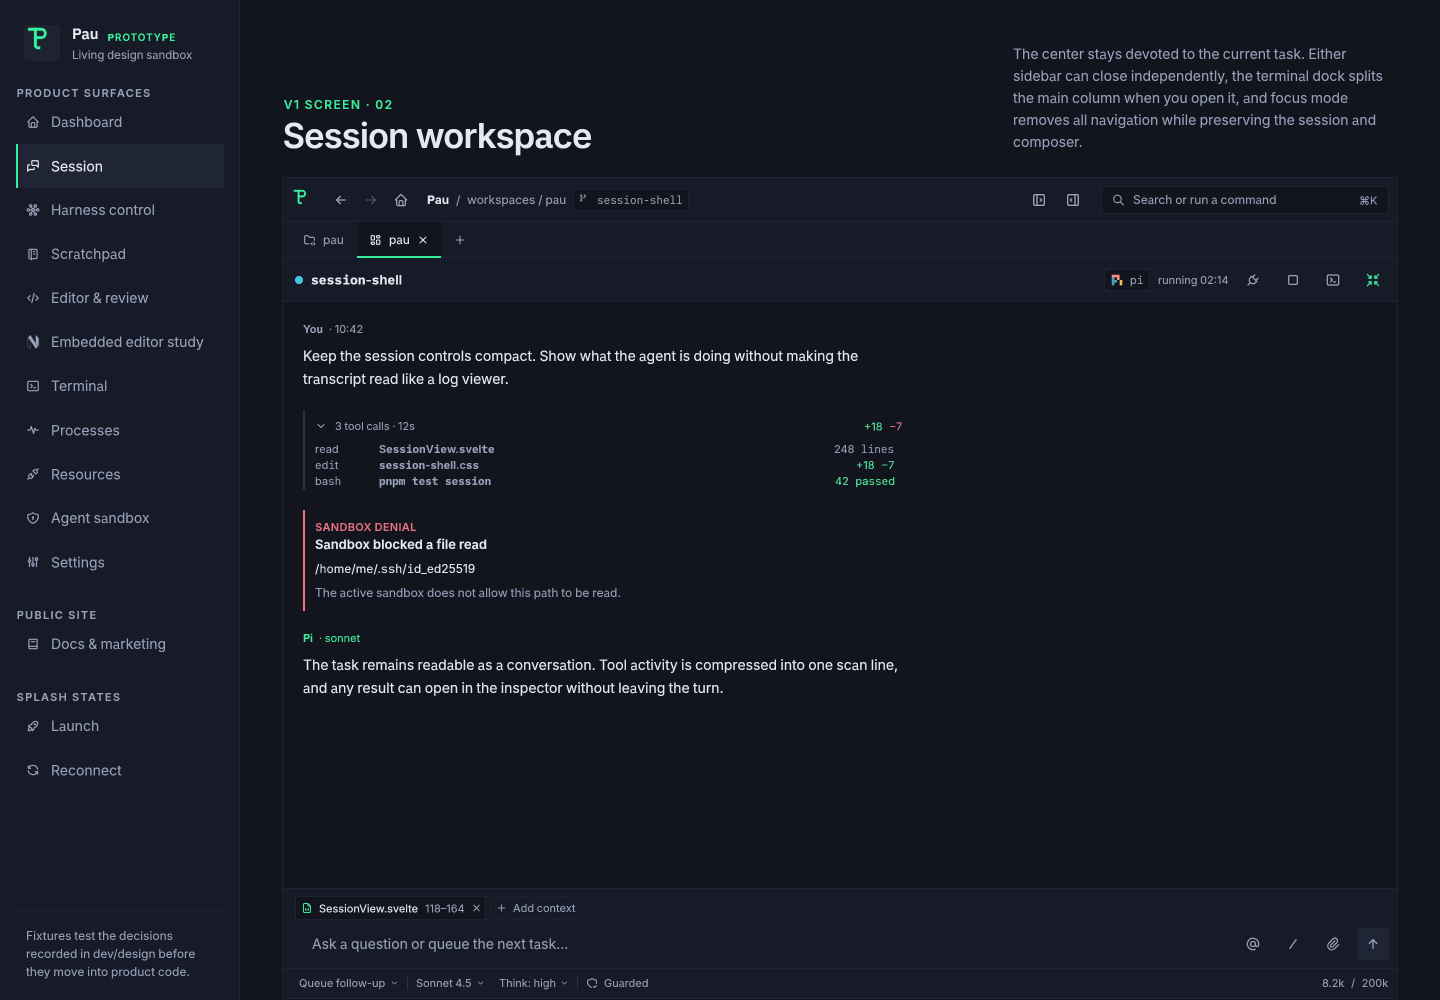 Pau PROTOTYPE
Living design sandbox
PRODUCT SURFACES
Dashboard
Session
Harness control
Scratchpad
Editor & review
Embedded editor study
Terminal
Processes
Resources
Agent sandbox
Settings
PUBLIC SITE
Docs & marketing
SPLASH STATES
Launch
Reconnect
Fixtures test the decisions
recorded in dev/design before
they move into product code.
V1 SCREEN · 02
Session workspace
The center stays devoted to the current task. Either
sidebar can close independently, the terminal dock splits
the main column when you open it, and focus mode
removes all navigation while preserving the session and
composer.
Pau / workspaces / pau session-shell
Search or run a command ⌘K
pau
pau
session-shell
pi running 02:14
You · 10:42
Keep the session controls compact. Show what the agent is doing without making the
transcript read like a log viewer.
3 tool calls · 12s +18 −7
read SessionView.svelte 248 lines
edit session-shell.css +18 −7
bash pnpm test session 42 passed
SANDBOX DENIAL
Sandbox blocked a file read
/home/me/.ssh/id_ed25519
The active sandbox does not allow this path to be read.
Pi · sonnet
The task remains readable as a conversation. Tool activity is compressed into one scan line,
and any result can open in the inspector without leaving the turn.
SessionView.svelte 118–164 × + Add context
Ask a question or queue the next task...
Queue follow-up Sonnet 4.5 Think: high Guarded 8.2k / 200k